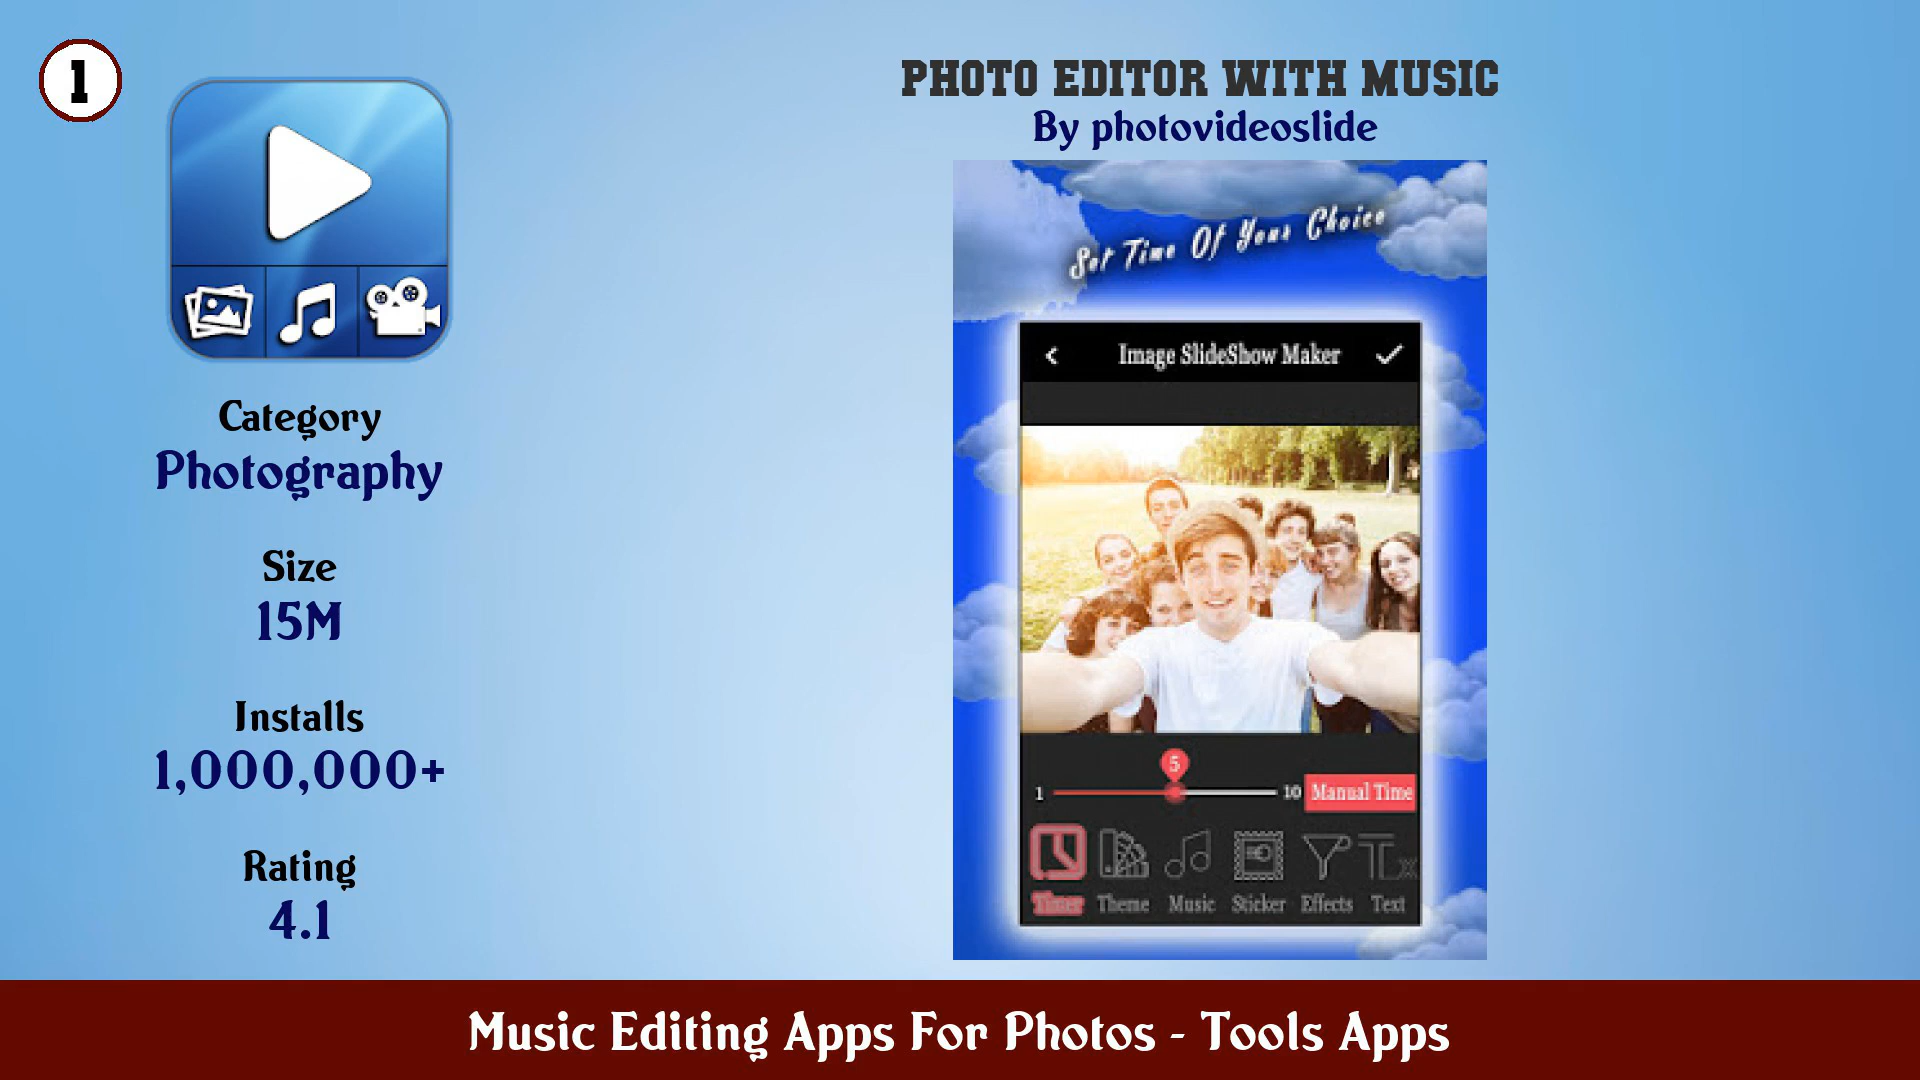 1
PHOTO EDITOR WITH MUSIC
By photovideoslide
Category
Photography
Size
15M
Installs
1,000,000+
Rating
4.1
Set Time Of Your Choice
Image SlideShow Maker
5
1
10 Manual Time
Timer Theme Music Sticker Effects Text
Music Editing Apps For Photos - Tools Apps